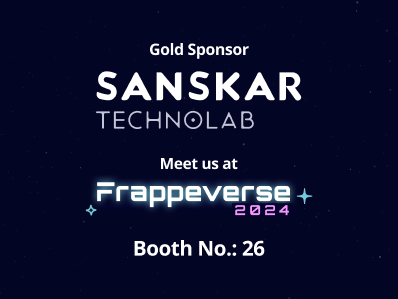 Gold Sponsor
SANSKAR
TECHNOLAB
Meet us at
Frappeverse
2024
Booth No.: 26